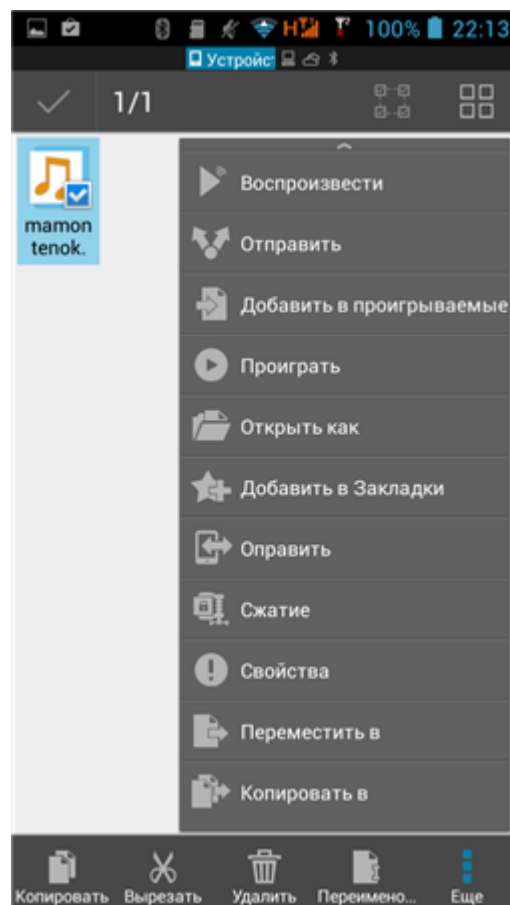 H 100% 22:13
Устройс
1/1
mamon
tenok.
Воспроизвести
Отправить
Добавить в проигрываемые
Проиграть
Открыть как
Добавить в Закладки
Оправить
Сжатие
Свойства
Переместить в
Копировать в
Копировать Вырезать Удалить Переимено... Еще